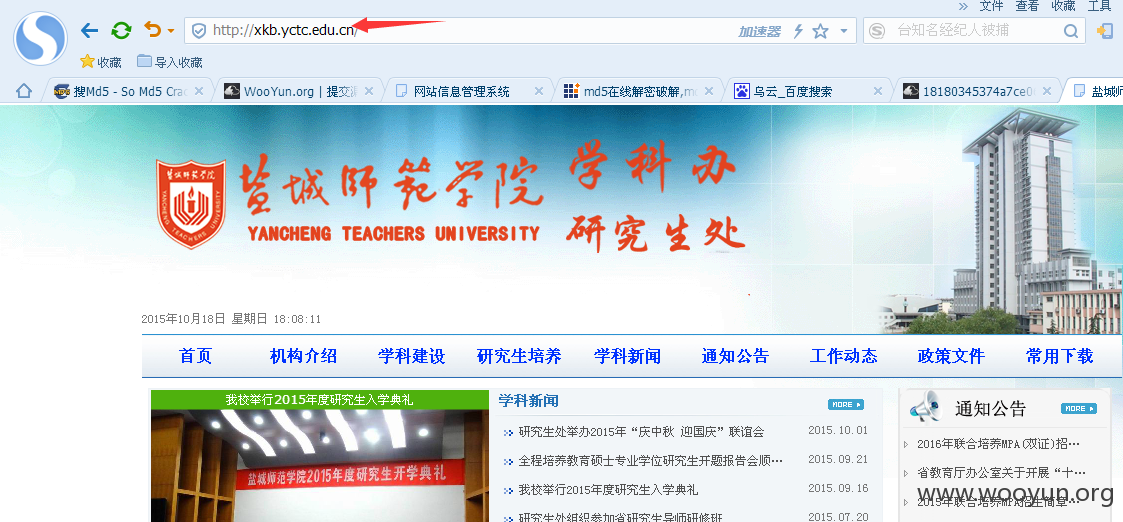 » 文件 查看 收藏 工具
http://xkb.yctc.edu.cn/ 加速器 台知名经纪人被捕
收藏 导入收藏
搜Md5 - So Md5 Crac WooYun.org | 提交 网站信息管理系统 md5在线解密破解,m 乌云_百度搜索 18180345374a7ce0 盐城师
盐城師範学院 学科办
YANCHENG TEACHERS UNIVERSITY 研究生处
2015年10月18日 星期日 18:08:11
首页 机构介绍 学科建设 研究生培养 学科新闻 通知公告 工作动态 政策文件 常用下载
我校举行2015年度研究生入学典礼
盐城师范学院2015年度研究生开学典礼
学科新闻 MORE
研究生处举办2015年“庆中秋 迎国庆”联谊会 2015.10.01
全程培养教育硕士专业学位研究生开题报告会顺… 2015.09.21
我校举行2015年度研究生入学典礼 2015.09.16
研究生处组织参加省研究生导师研修班 2015.07.20
通知公告 MORE
2016年联合培养MPA(双证)招…
省教育厅办公室关于开展“十…
2015年联合培养MPA招生简章…
www.wooyun.org